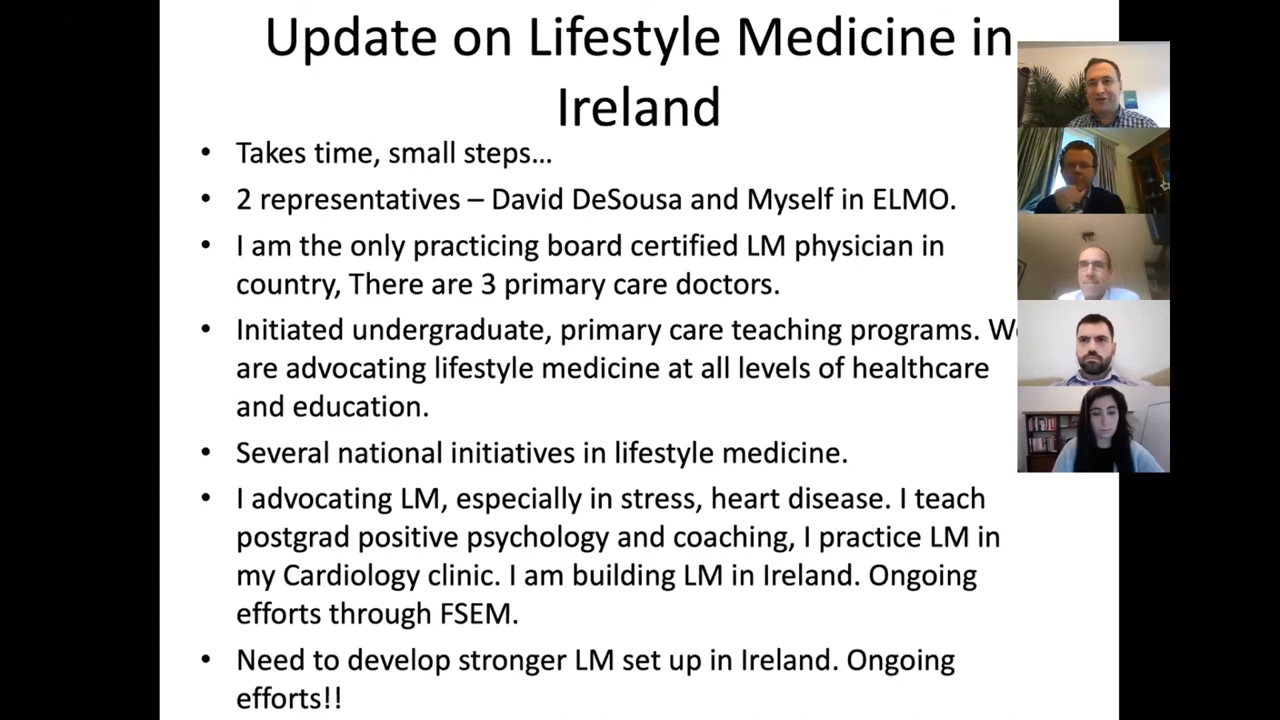 Update on Lifestyle Medicine in
Ireland
• Takes time, small steps...
• 2 representatives – David DeSousa and Myself in ELMO.
• I am the only practicing board certified LM physician in
country, There are 3 primary care doctors.
• Initiated undergraduate, primary care teaching programs. We
are advocating lifestyle medicine at all levels of healthcare
and education.
• Several national initiatives in lifestyle medicine.
• I advocating LM, especially in stress, heart disease. I teach
postgrad positive psychology and coaching, I practice LM in
my Cardiology clinic. I am building LM in Ireland. Ongoing
efforts through FSEM.
• Need to develop stronger LM set up in Ireland. Ongoing
efforts!!